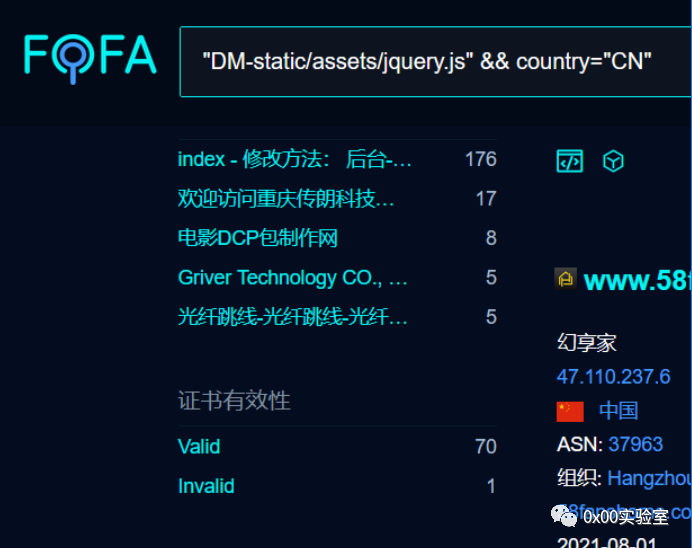 FOFA
"DM-static/assets/jquery.js" && country="CN"
index - 修改方法： 后台-... 176
欢迎访问重庆传朗科技... 17
电影DCP包制作网 8
Griver Technology CO., ... 5
光纤跳线-光纤跳线-光纤... 5
证书有效性
Valid 70
Invalid 1
www.58f
幻享家
47.110.237.6
中国
ASN: 37963
组织: Hangzhou
0x00实验室
2021-08-01